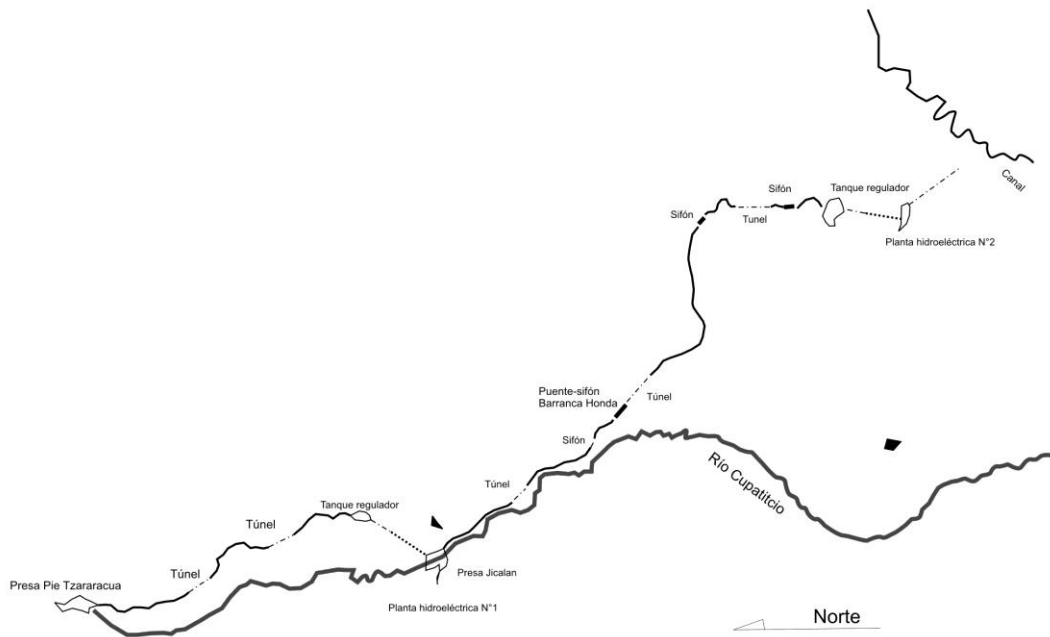 Canal
Sifón
Tanque regulador
Sifón
Tunel
Planta hidroeléctrica N°2
Puente-sifón
Barranca Honda
Túnel
Sifón
Río Cupatitcio
Túnel
Tanque regulador
Túnel
Túnel
Presa Jicalan
Presa Pie Tzararacua
Planta hidroeléctrica N°1
Norte